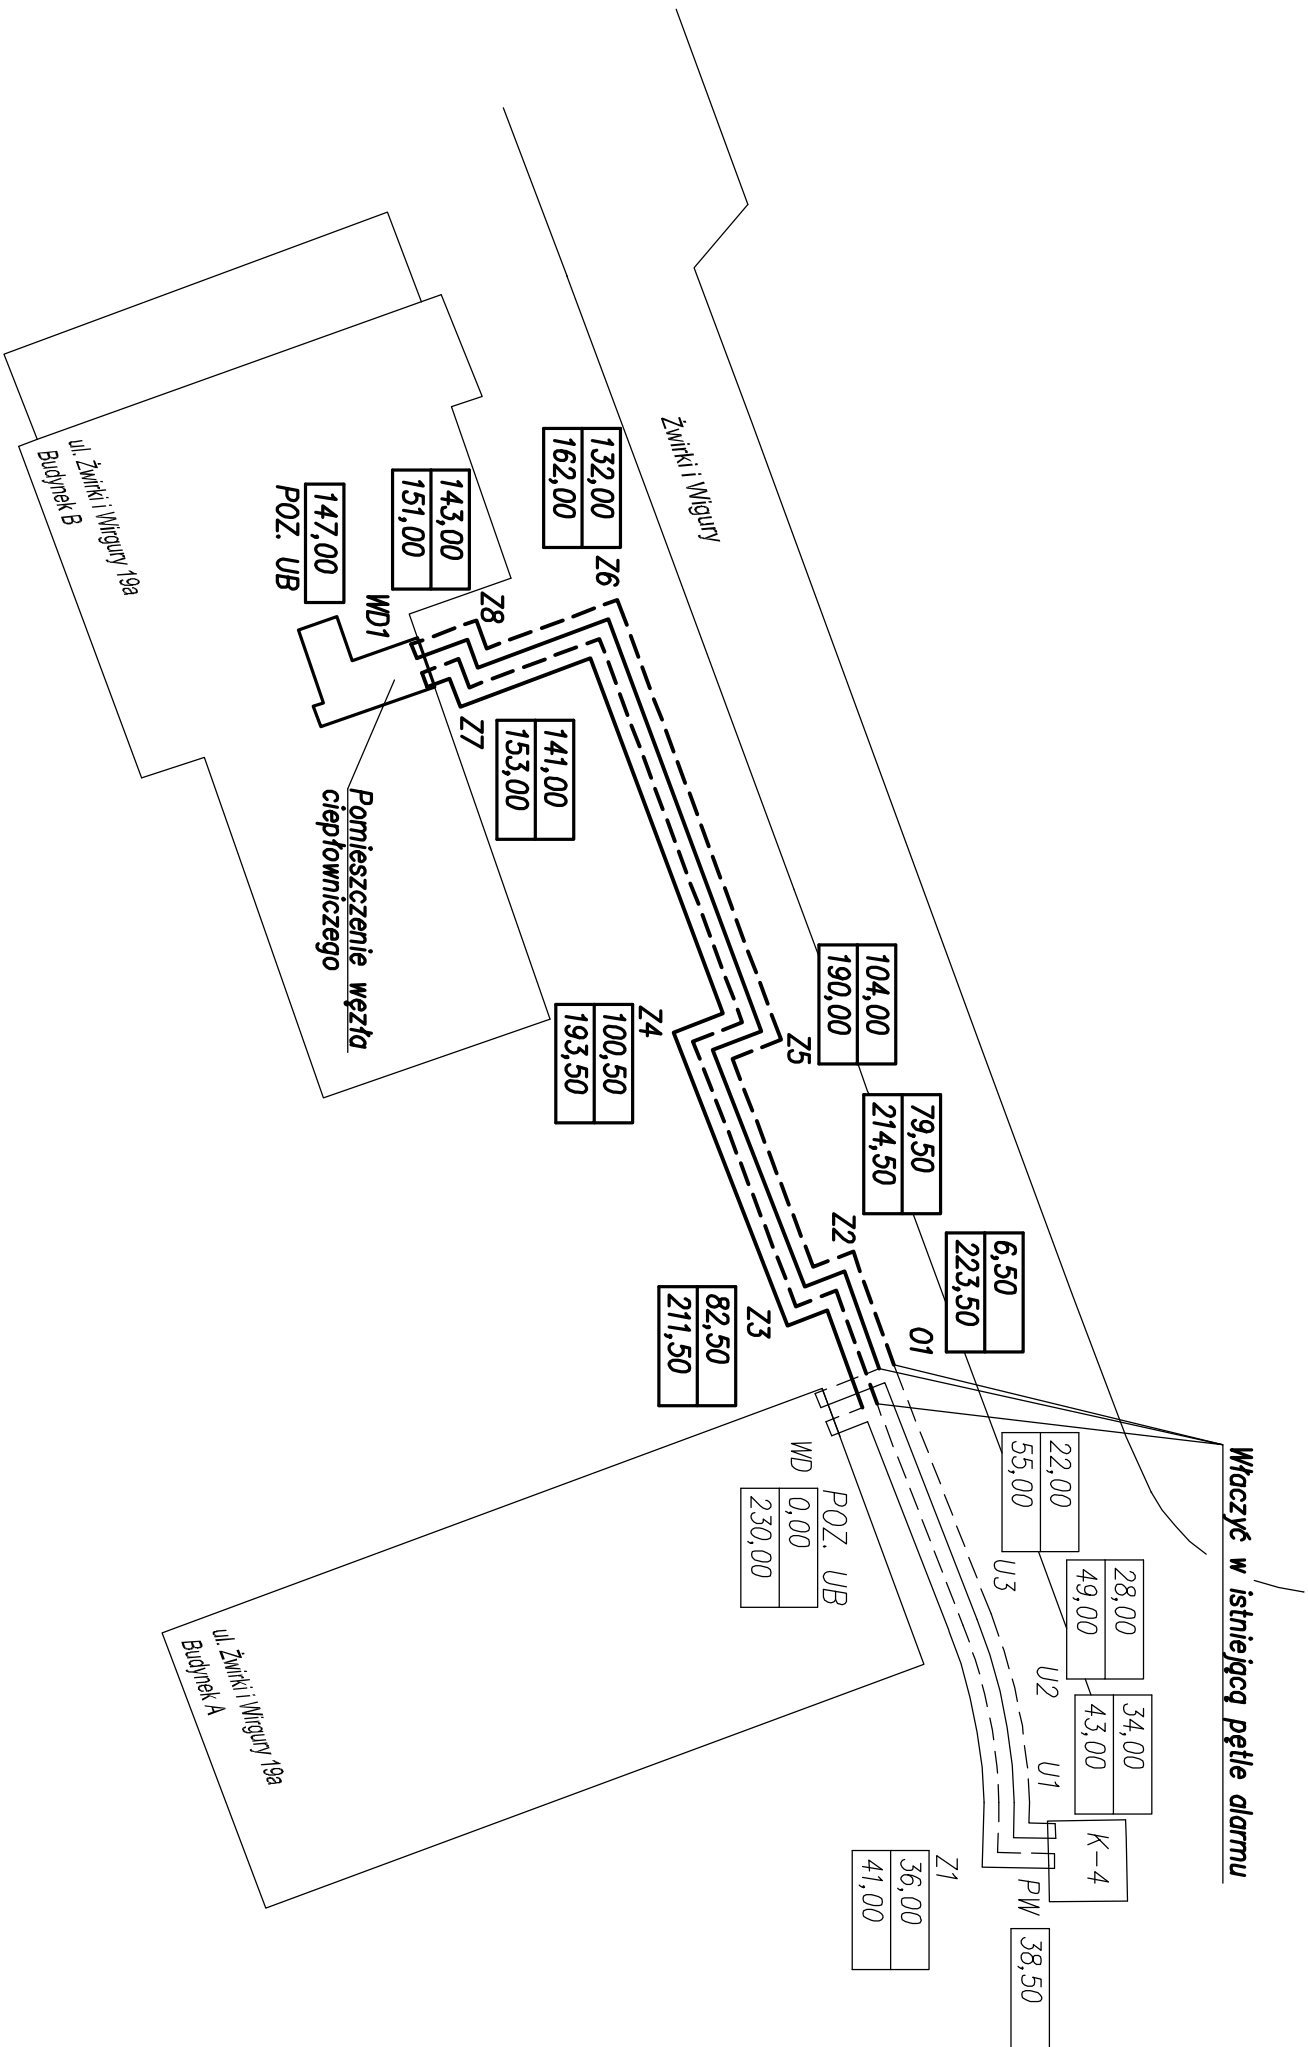 Włączyć w istniejącą pętle alarmu
34,00
43,00
28,00
49,00
22,00
55,00
6,50
223,50
79,50
214,50
104,00
190,00
K-4
PW
38,50
U1
U2
U3
O1
Z1
36,00
41,00
Z2
POZ. UB
WD
0,00
230,00
Z3
82,50
211,50
Z5
Z4
100,50
193,50
Żwirki i Wigury
Z6
132,00
162,00
Z8
143,00
151,00
Z7
141,00
153,00
WD1
147,00
POZ. UB
Pomieszczenie węzła
ciepłowniczego
ul. Żwirki i Wirgury 19a
Budynek B
ul. Żwirki i Wirgury 19a
Budynek A